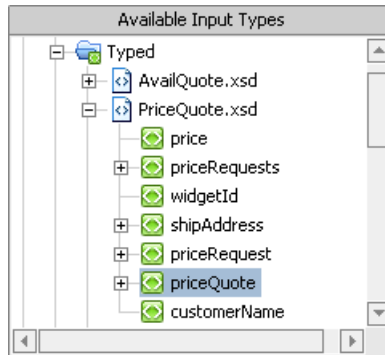 Available Input Types
Typed
AvailQuote.xsd
PriceQuote.xsd
price
priceRequests
widgetId
shipAddress
priceRequest
priceQuote
customerName